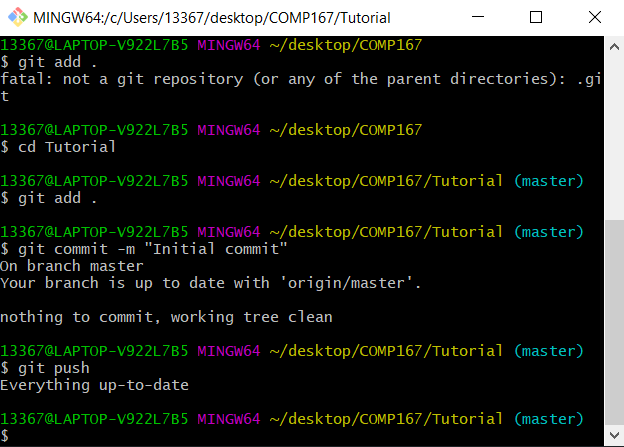 MINGW64:/c/Users/13367/desktop/COMP167/Tutorial
13367@LAPTOP-V922L7B5 MINGW64 ~/desktop/COMP167
$ git add .
fatal: not a git repository (or any of the parent directories): .gi
t
13367@LAPTOP-V922L7B5 MINGW64 ~/desktop/COMP167
$ cd Tutorial
13367@LAPTOP-V922L7B5 MINGW64 ~/desktop/COMP167/Tutorial (master)
$ git add .
13367@LAPTOP-V922L7B5 MINGW64 ~/desktop/COMP167/Tutorial (master)
$ git commit -m "Initial commit"
On branch master
Your branch is up to date with 'origin/master'.
nothing to commit, working tree clean
13367@LAPTOP-V922L7B5 MINGW64 ~/desktop/COMP167/Tutorial (master)
$ git push
Everything up-to-date
13367@LAPTOP-V922L7B5 MINGW64 ~/desktop/COMP167/Tutorial (master)
$